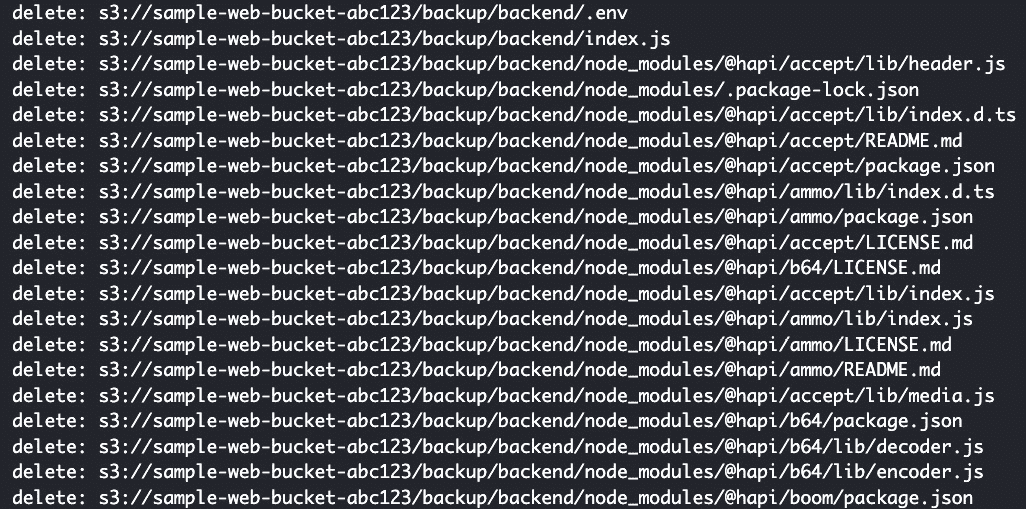 delete: s3://sample-web-bucket-abc123/backup/backend/.env
delete: s3://sample-web-bucket-abc123/backup/backend/index.js
delete: s3://sample-web-bucket-abc123/backup/backend/node_modules/@hapi/accept/lib/header.js
delete: s3://sample-web-bucket-abc123/backup/backend/node_modules/.package-lock.json
delete: s3://sample-web-bucket-abc123/backup/backend/node_modules/@hapi/accept/lib/index.d.ts
delete: s3://sample-web-bucket-abc123/backup/backend/node_modules/@hapi/accept/README.md
delete: s3://sample-web-bucket-abc123/backup/backend/node_modules/@hapi/accept/package.json
delete: s3://sample-web-bucket-abc123/backup/backend/node_modules/@hapi/ammo/lib/index.d.ts
delete: s3://sample-web-bucket-abc123/backup/backend/node_modules/@hapi/ammo/package.json
delete: s3://sample-web-bucket-abc123/backup/backend/node_modules/@hapi/accept/LICENSE.md
delete: s3://sample-web-bucket-abc123/backup/backend/node_modules/@hapi/b64/LICENSE.md
delete: s3://sample-web-bucket-abc123/backup/backend/node_modules/@hapi/accept/lib/index.js
delete: s3://sample-web-bucket-abc123/backup/backend/node_modules/@hapi/ammo/lib/index.js
delete: s3://sample-web-bucket-abc123/backup/backend/node_modules/@hapi/ammo/LICENSE.md
delete: s3://sample-web-bucket-abc123/backup/backend/node_modules/@hapi/ammo/README.md
delete: s3://sample-web-bucket-abc123/backup/backend/node_modules/@hapi/accept/lib/media.js
delete: s3://sample-web-bucket-abc123/backup/backend/node_modules/@hapi/b64/package.json
delete: s3://sample-web-bucket-abc123/backup/backend/node_modules/@hapi/b64/lib/decoder.js
delete: s3://sample-web-bucket-abc123/backup/backend/node_modules/@hapi/b64/lib/encoder.js
delete: s3://sample-web-bucket-abc123/backup/backend/node_modules/@hapi/boom/package.json